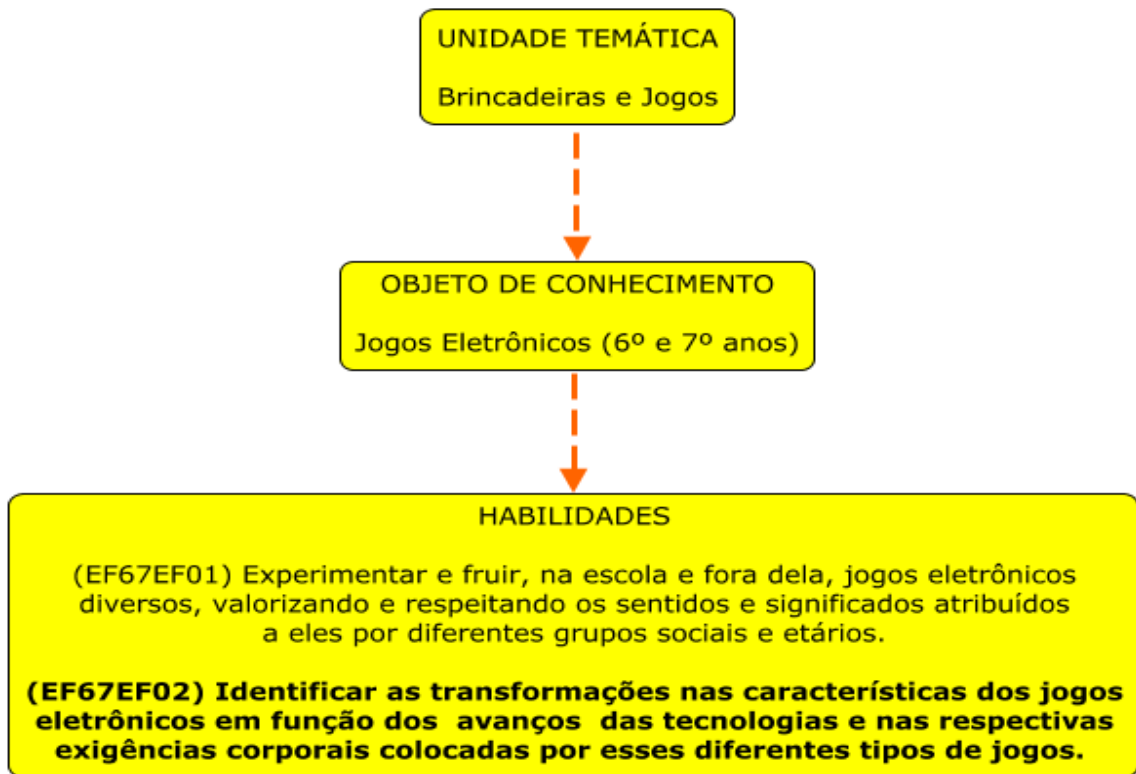 UNIDADE TEMÁTICA
Brincadeiras e Jogos
OBJETO DE CONHECIMENTO
Jogos Eletrônicos (6º e 7º anos)
HABILIDADES
(EF67EF01) Experimentar e fruir, na escola e fora dela, jogos eletrônicos
diversos, valorizando e respeitando os sentidos e significados atribuídos
a eles por diferentes grupos sociais e etários.
(EF67EF02) Identificar as transformações nas características dos jogos
eletrônicos em função dos avanços das tecnologias e nas respectivas
exigências corporais colocadas por esses diferentes tipos de jogos.